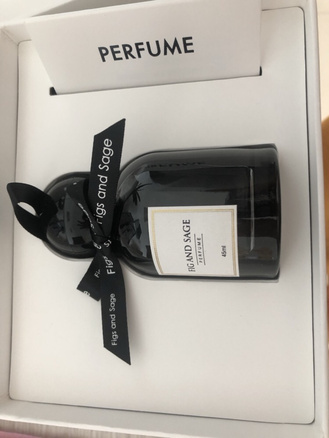 PERFUME
Figs and Sage
Figs and Sage
FIG AND SAGE
PERFUME
45ml